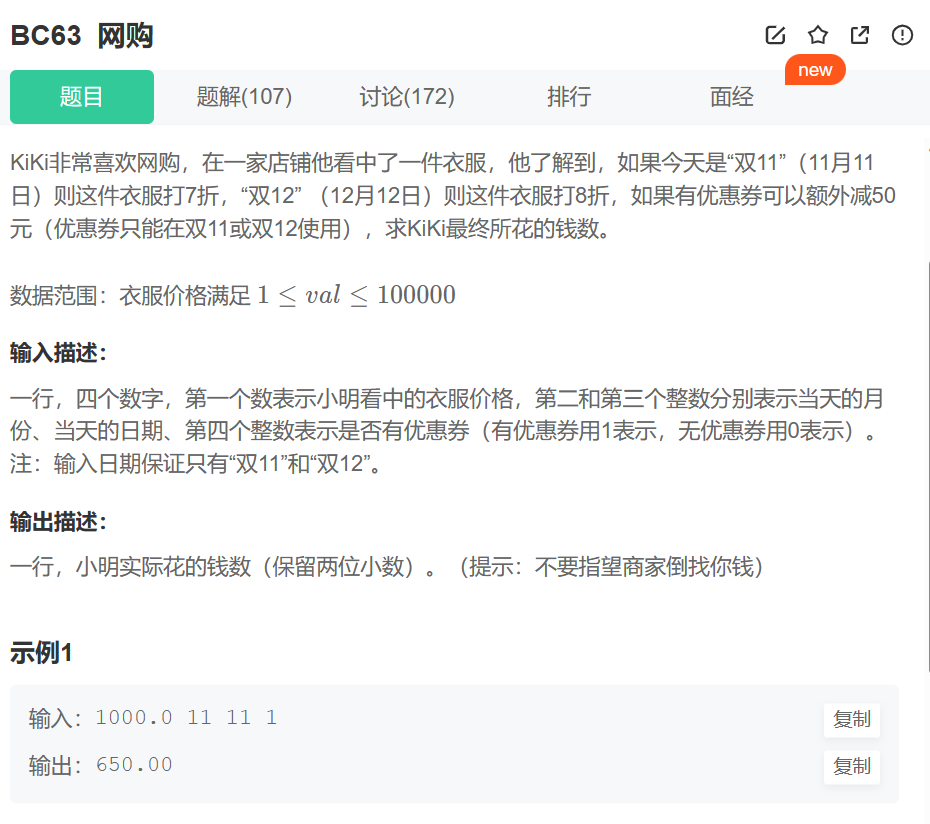 BC63 网购
new
题目 题解(107) 讨论(172) 排行 面经
KiKi非常喜欢网购，在一家店铺他看中了一件衣服，他了解到，如果今天是“双11”（11月11
日）则这件衣服打7折，“双12” （12月12日）则这件衣服打8折，如果有优惠券可以额外减50
元（优惠券只能在双11或双12使用），求KiKi最终所花的钱数。
数据范围：衣服价格满足 1 ≤ val ≤ 100000
输入描述：
一行，四个数字，第一个数表示小明看中的衣服价格，第二和第三个整数分别表示当天的月
份、当天的日期、第四个整数表示是否有优惠券（有优惠券用1表示，无优惠券用0表示）。
注：输入日期保证只有“双11”和“双12”。
输出描述：
一行，小明实际花的钱数（保留两位小数）。（提示：不要指望商家倒找你钱）
示例1
输入：1000.0 11 11 1 复制
输出：650.00 复制